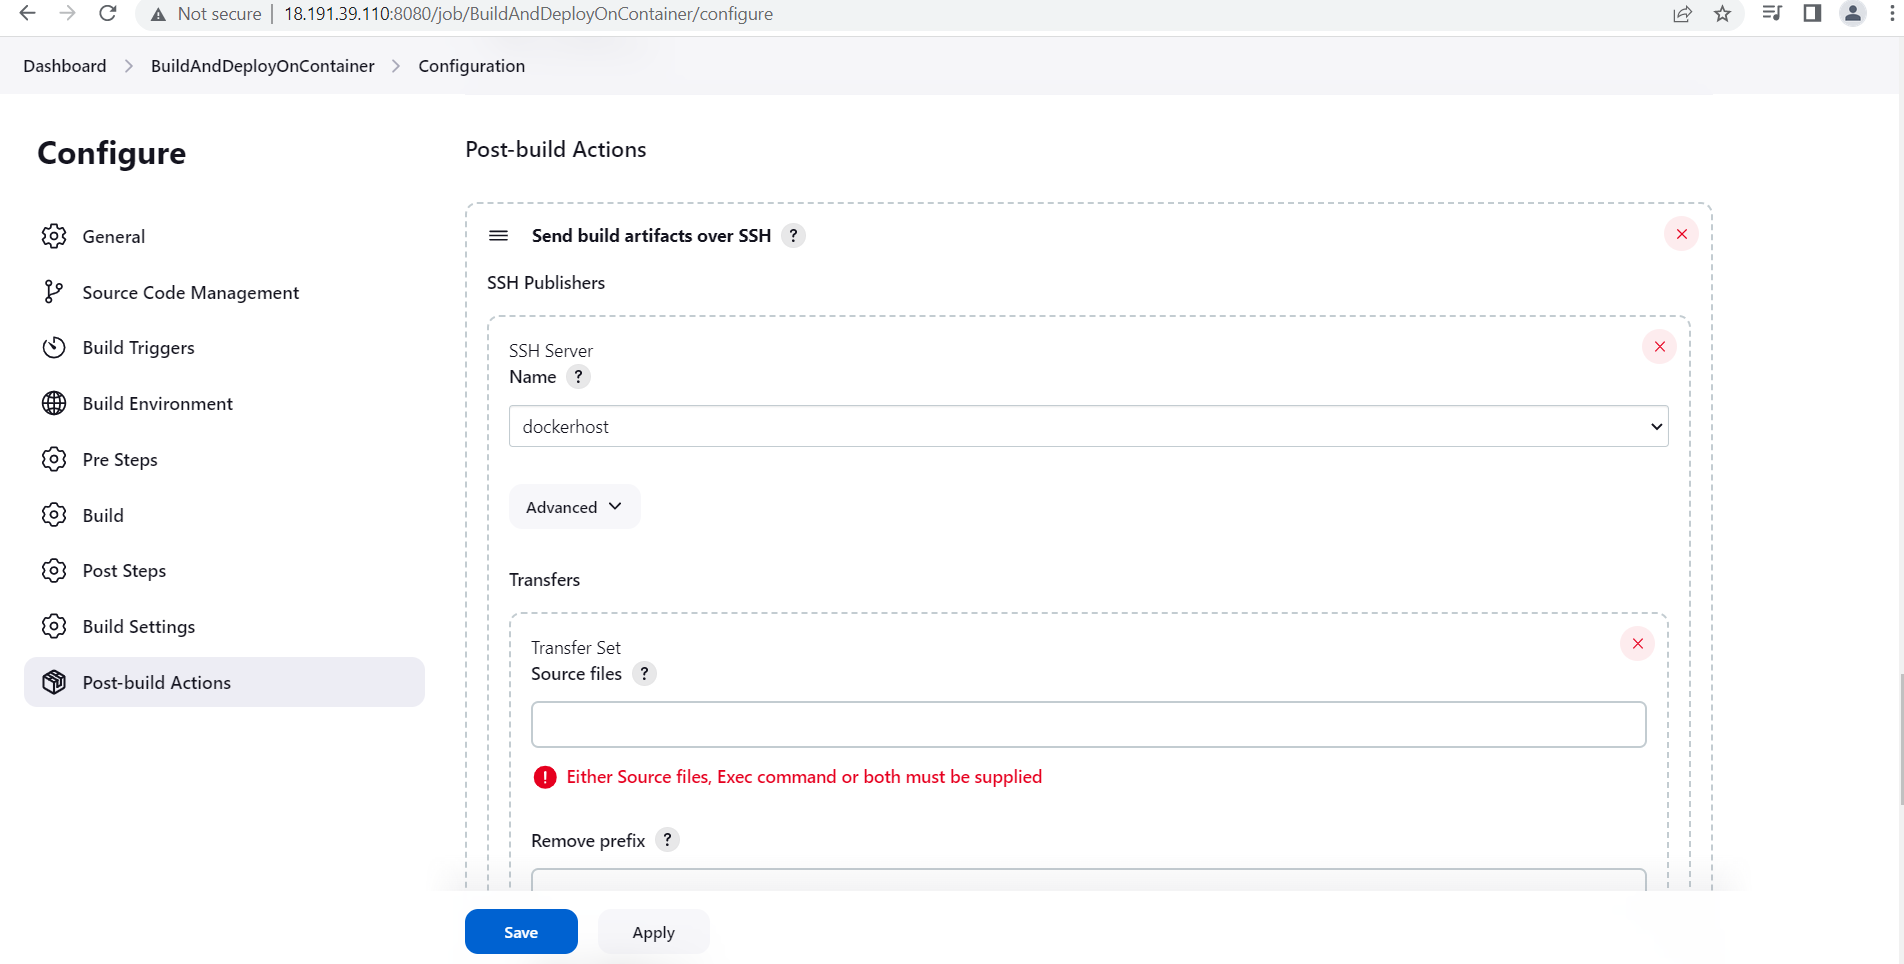 Not secure | 18.191.39.110:8080/job/BuildAndDeployOnContainer/configure
Dashboard > BuildAndDeployOnContainer > Configuration
Configure
General
Source Code Management
Build Triggers
Build Environment
Pre Steps
Build
Post Steps
Build Settings
Post-build Actions
Post-build Actions
Send build artifacts over SSH ?
SSH Publishers
SSH Server
Name ?
dockerhost
Advanced
Transfers
Transfer Set
Source files ?
Either Source files, Exec command or both must be supplied
Remove prefix ?
Save
Apply